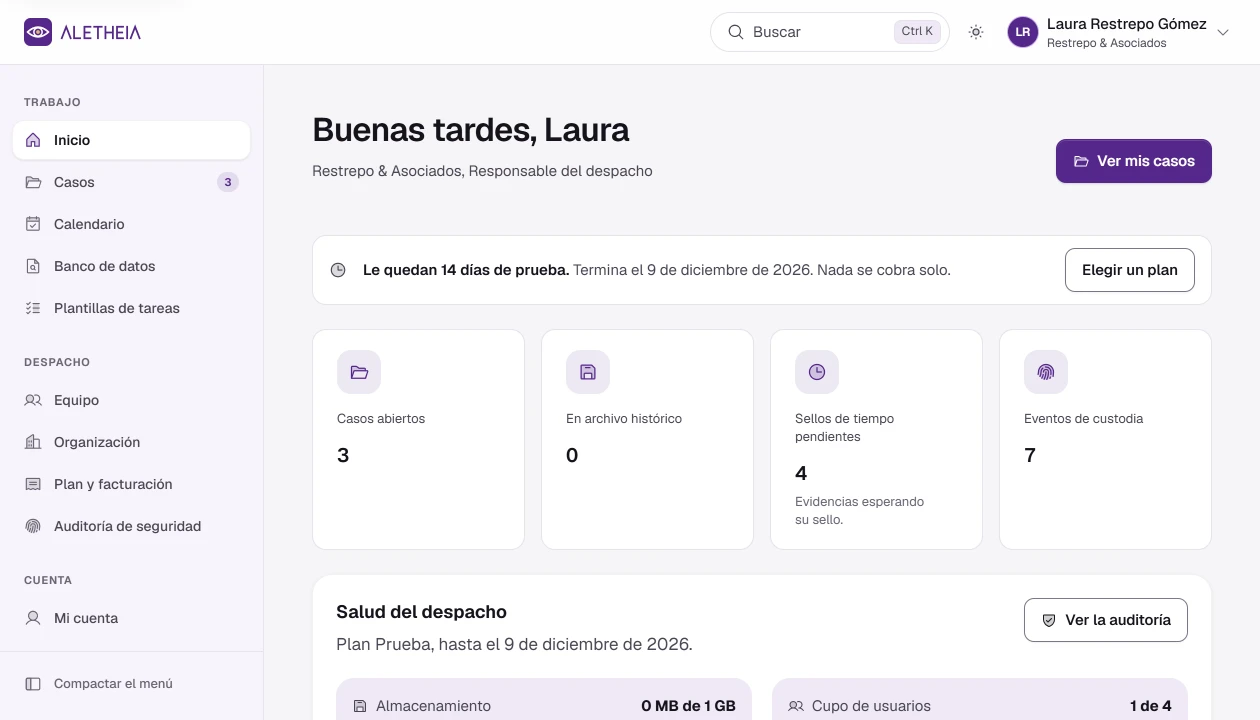 ALETHEIA
Buscar
Ctrl K
LR
Laura Restrepo Gómez
Restrepo & Asociados
TRABAJO
Inicio
Casos
3
Calendario
Banco de datos
Plantillas de tareas
DESPACHO
Equipo
Organización
Plan y facturación
Auditoría de seguridad
CUENTA
Mi cuenta
Compactar el menú
Buenas tardes, Laura
Restrepo & Asociados, Responsable del despacho
Ver mis casos
Le quedan 14 días de prueba. Termina el 9 de diciembre de 2026. Nada se cobra solo.
Elegir un plan
Casos abiertos
3
En archivo histórico
0
Sellos de tiempo
pendientes
4
Evidencias esperando
su sello.
Eventos de custodia
7
Salud del despacho
Plan Prueba, hasta el 9 de diciembre de 2026.
Ver la auditoría
Almacenamiento
0 MB de 1 GB
Cupo de usuarios
1 de 4